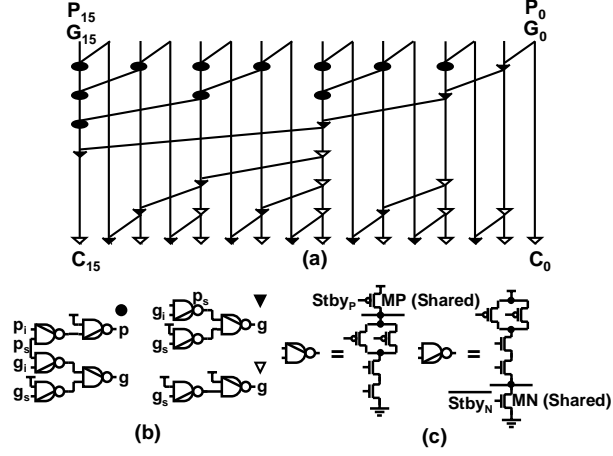 P15 P0
G15 G0
C15 (a) C0
pi
ps
gi
gs
p
g
ps
gi
gs
g
gs
g
(b)
StbyP MP (Shared)
=
=
StbyN MN (Shared)
(c)